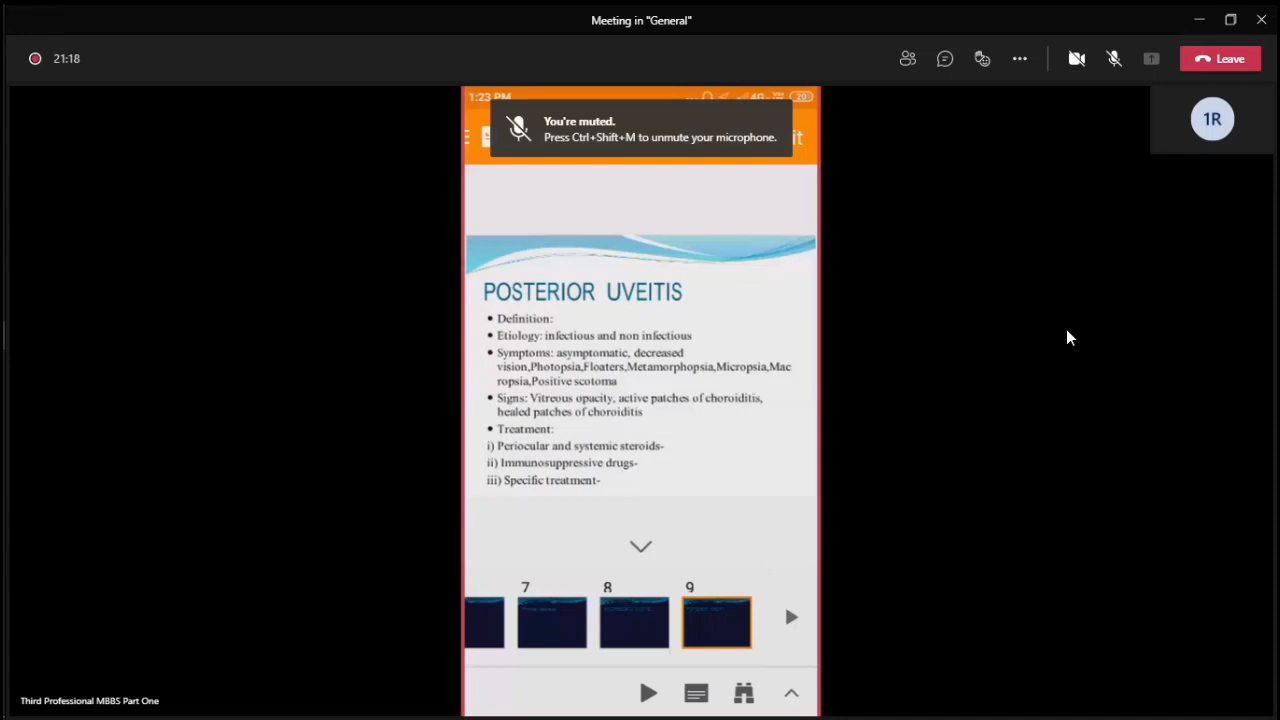 Meeting in "General"
21:18
Leave
1:23 PM
4G
20
You're muted.
Press Ctrl+Shift+M to unmute your microphone.
it
1R
POSTERIOR UVEITIS
• Definition:
• Etiology: infectious and non infectious
• Symptoms: asymptomatic, decreased
vision,Photopsia,Floaters,Metamorphopsia,Micropsia,Mac
ropsia,Positive scotoma
• Signs: Vitreous opacity, active patches of choroiditis,
healed patches of choroiditis
• Treatment:
i) Periocular and systemic steroids-
ii) Immunosuppressive drugs-
iii) Specific treatment-
7
8
9
Third Professional MBBS Part One